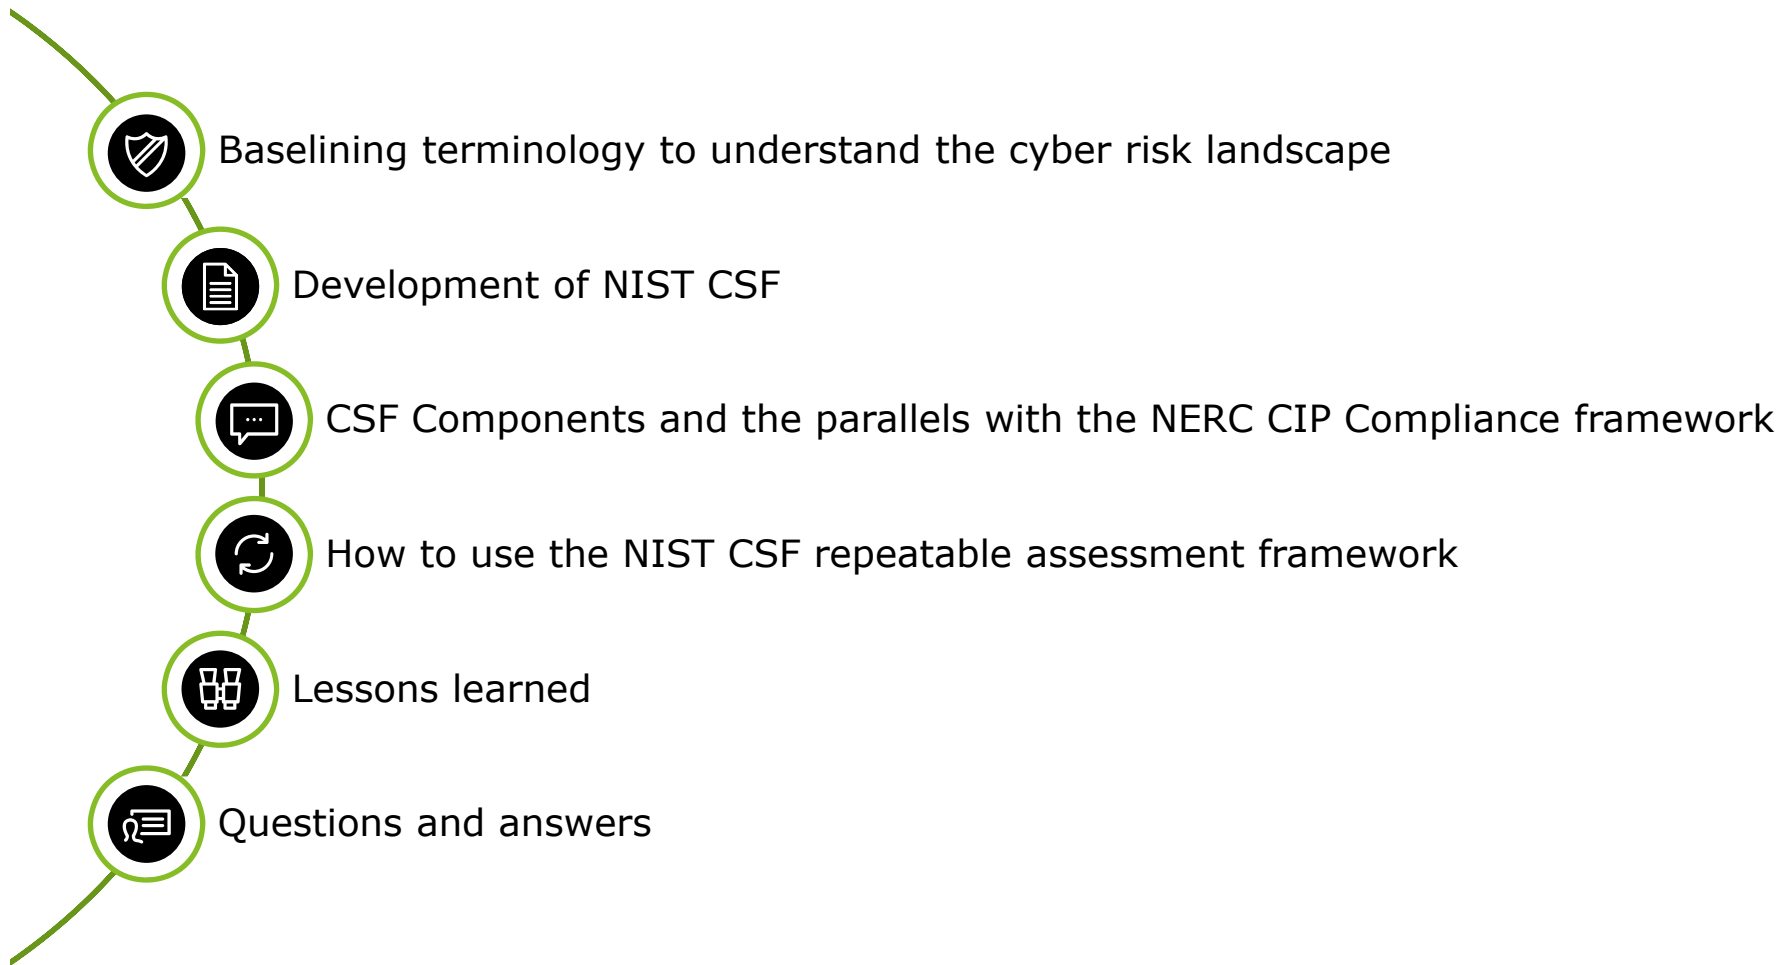 Baselining terminology to understand the cyber risk landscape
Development of NIST CSF
CSF Components and the parallels with the NERC CIP Compliance framework
How to use the NIST CSF repeatable assessment framework
Lessons learned
Questions and answers